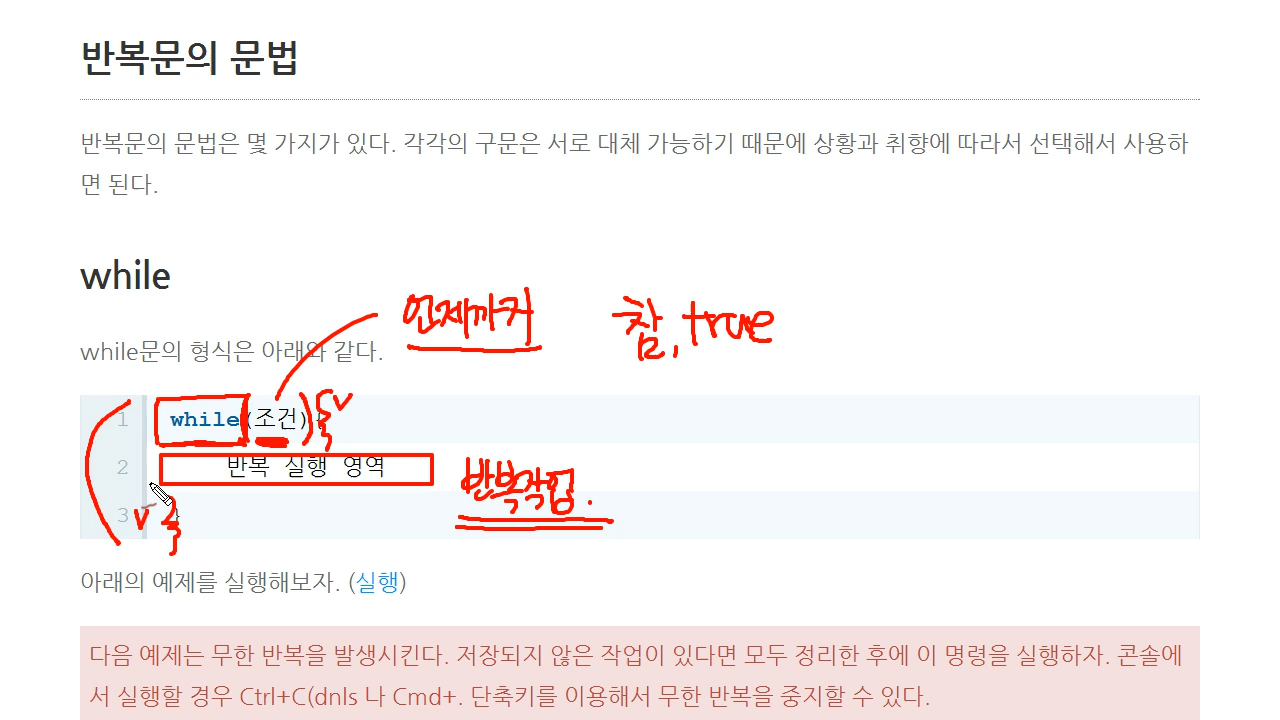 반복문의 문법
반복문의 문법은 몇 가지가 있다. 각각의 구문은 서로 대체 가능하기 때문에 상황과 취향에 따라서 선택해서 사용하
면 된다.
while
언제까지 참, true
while문의 형식은 아래와 같다.
1 while(조건){ {v
2 반복 실행 영역 반복작업.
3 } v }
아래의 예제를 실행해보자. (실행)
다음 예제는 무한 반복을 발생시킨다. 저장되지 않은 작업이 있다면 모두 정리한 후에 이 명령을 실행하자. 콘솔에
서 실행할 경우 Ctrl+C(dnls 나 Cmd+. 단축키를 이용해서 무한 반복을 중지할 수 있다.